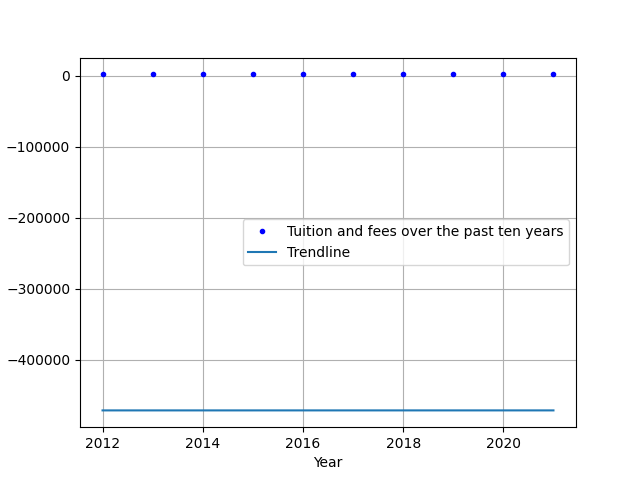 0
−100000
−200000
−300000
−400000
Tuition and fees over the past ten years
Trendline
2012 2014 2016 2018 2020
Year